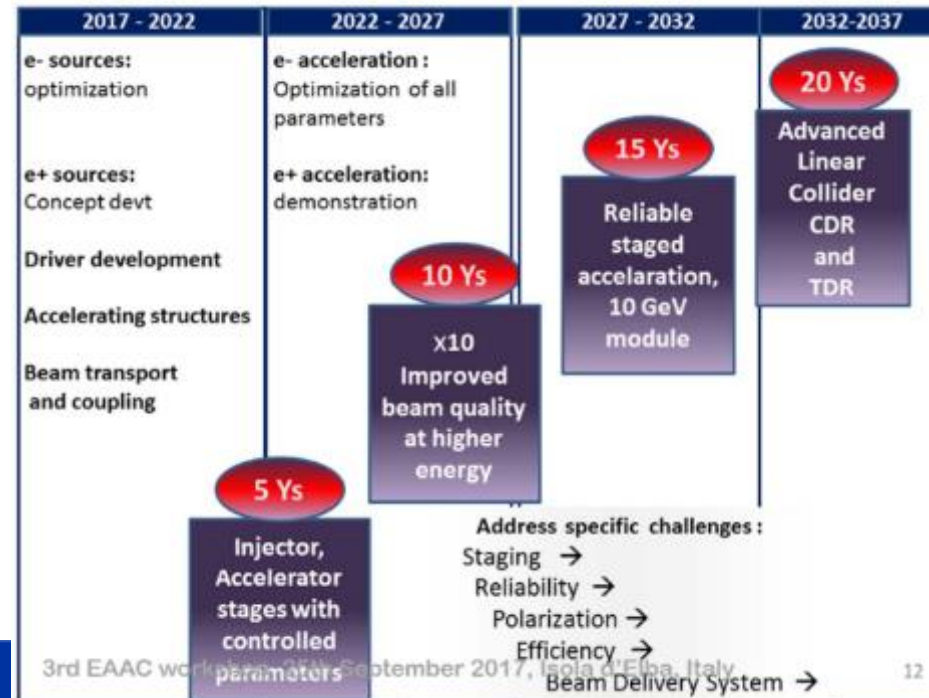 2017 - 2022
2022 - 2027
2027 - 2032
2032-2037
e- sources:
optimization
e+ sources:
Concept devt
Driver development
Accelerating structures
Beam transport
and coupling
e- acceleration :
Optimization of all
parameters
e+ acceleration:
demonstration
5 Ys
Injector,
Accelerator
stages with
controlled
parameters
10 Ys
x10
Improved
beam quality
at higher
energy
15 Ys
Reliable
staged
accelaration,
10 GeV
module
20 Ys
Advanced
Linear
Collider
CDR
and
TDR
Address specific challenges :
Staging →
Reliability →
Polarization →
Efficiency →
Beam Delivery System →
3rd EAAC workshop, 25th September 2017, Isola d'Elba, Italy
12